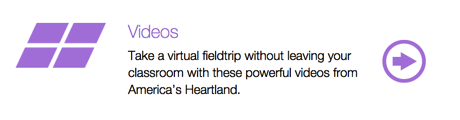 Videos
Take a virtual fieldtrip without leaving your
classroom with these powerful videos from
America's Heartland.